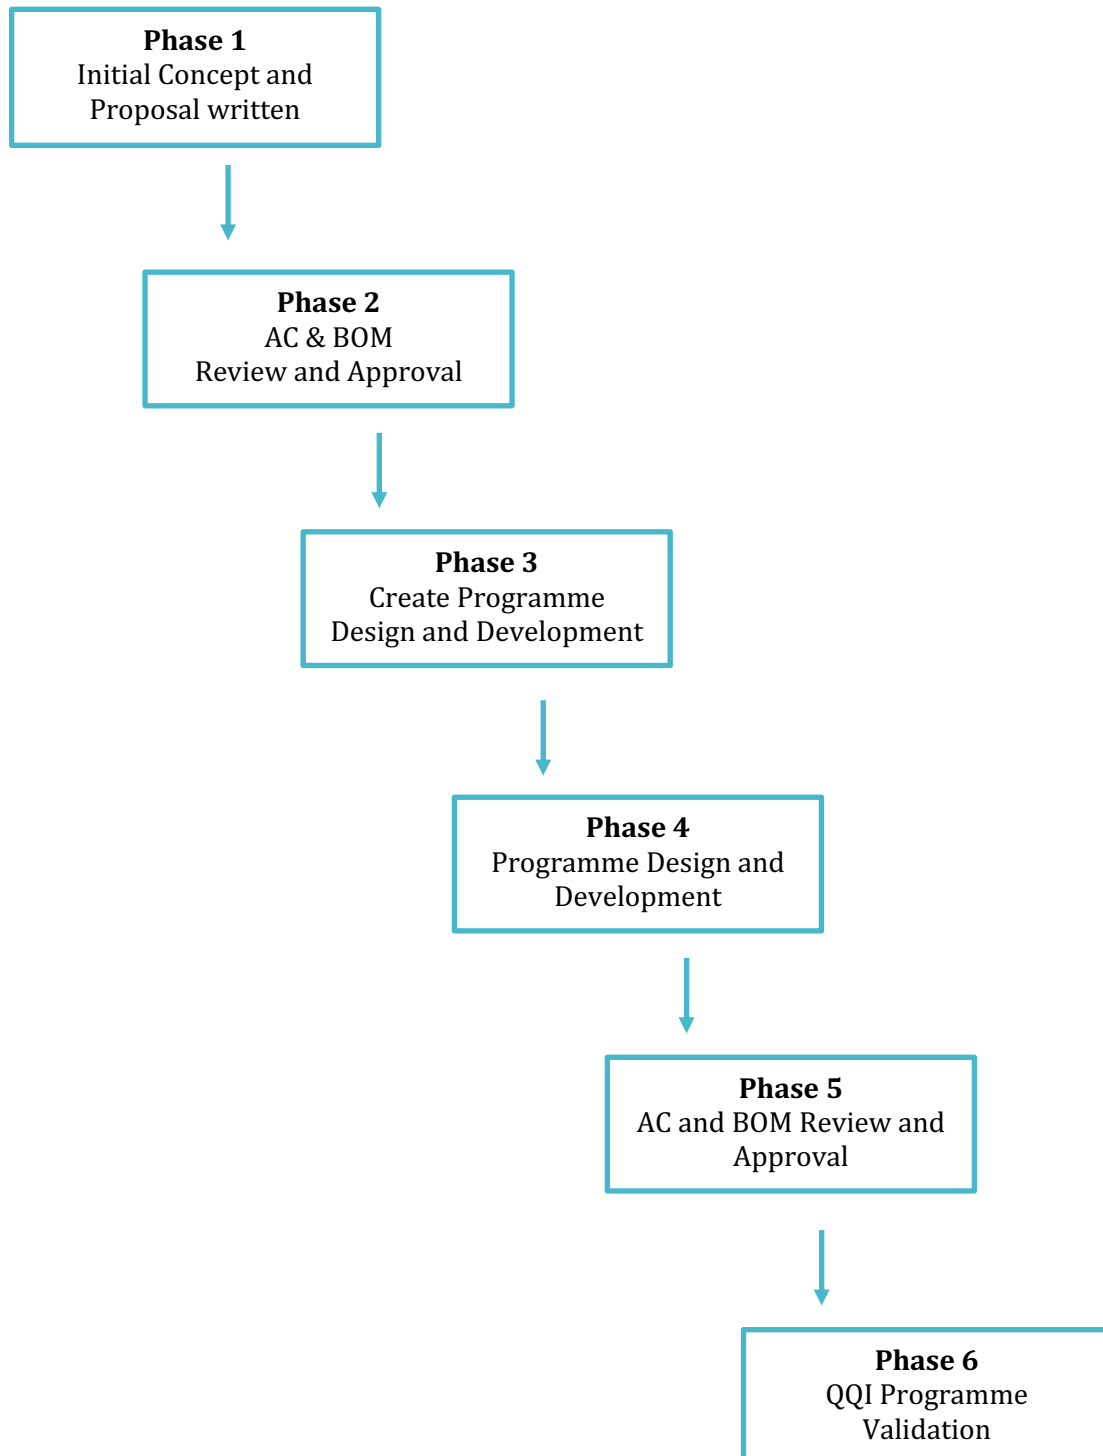 Phase 1
Initial Concept and
Proposal written
Phase 2
AC & BOM
Review and Approval
Phase 3
Create Programme
Design and Development
Phase 4
Programme Design and
Development
Phase 5
AC and BOM Review and
Approval
Phase 6
QQI Programme
Validation